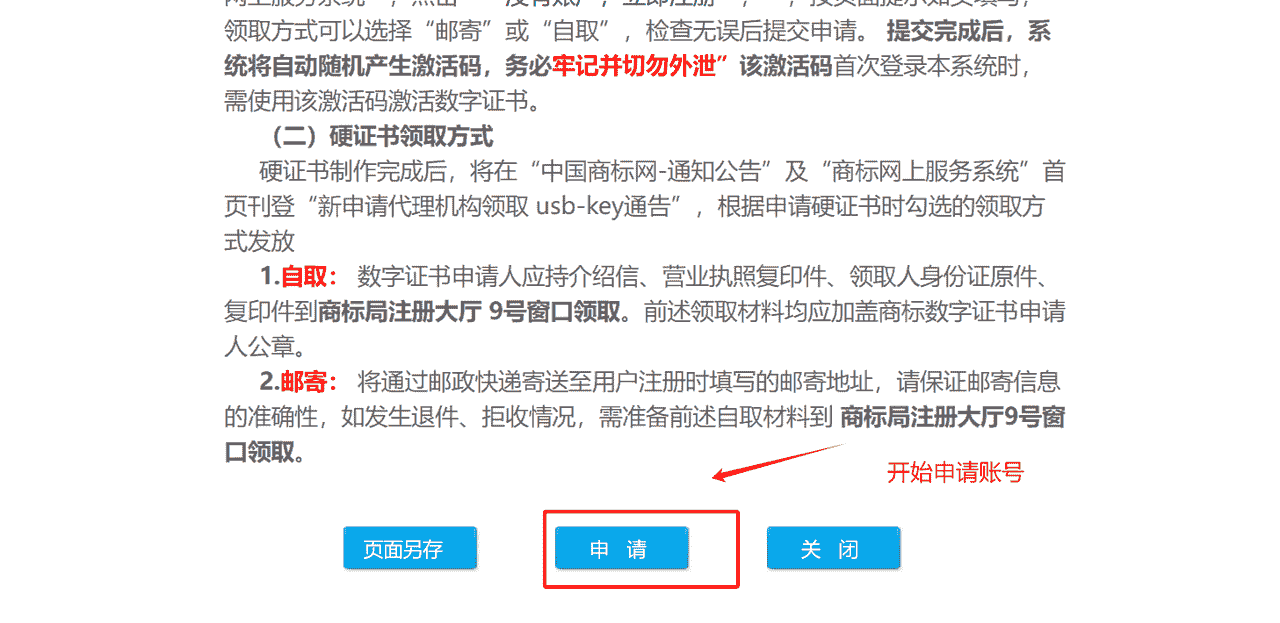 领取方式可以选择“邮寄”或“自取”，检查无误后提交申请。 提交完成后，系
统将自动随机产生激活码，务必牢记并切勿外泄”该激活码首次登录本系统时，
需使用该激活码激活数字证书。
（二）硬证书领取方式
硬证书制作完成后，将在“中国商标网-通知公告”及“商标网上服务系统”首
页刊登“新申请代理机构领取 usb-key通告”，根据申请硬证书时勾选的领取方
式发放
1.自取： 数字证书申请人应持介绍信、营业执照复印件、领取人身份证原件、
复印件到商标局注册大厅 9号窗口领取。前述领取材料均应加盖商标数字证书申请
人公章。
2.邮寄： 将通过邮政快递寄送至用户注册时填写的邮寄地址，请保证邮寄信息
的准确性，如发生退件、拒收情况，需准备前述自取材料到 商标局注册大厅9号窗
口领取。
开始申请账号
页面另存
申 请
关 闭